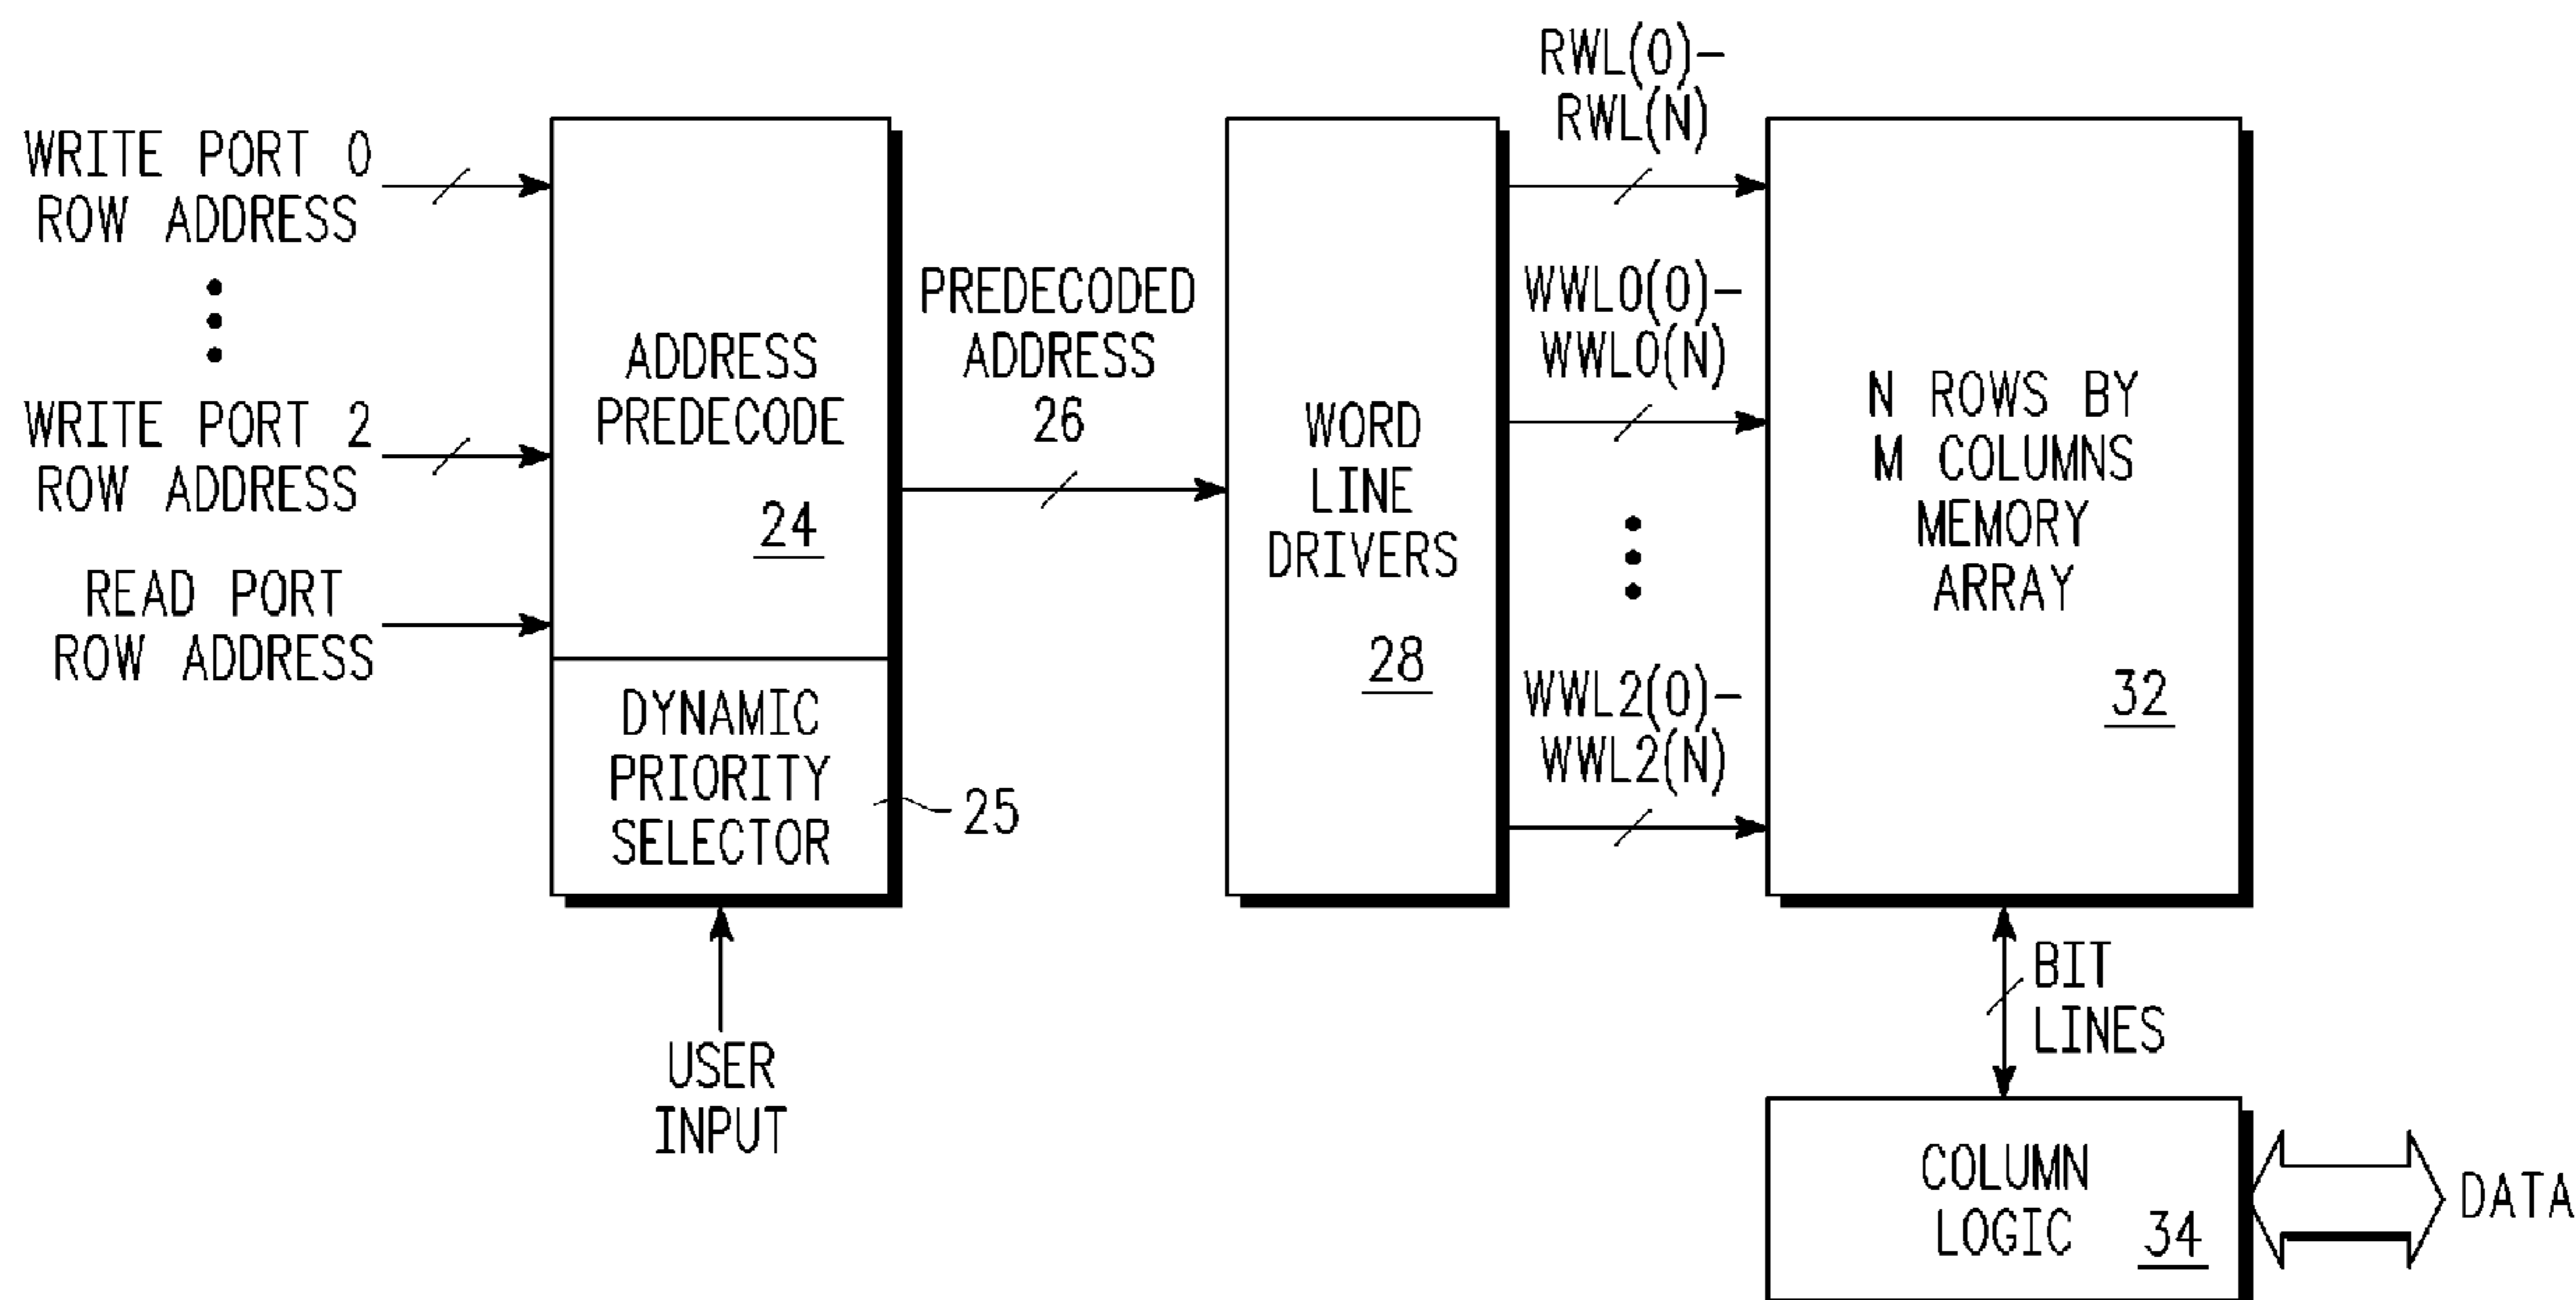 WRITE PORT 0
ROW ADDRESS
WRITE PORT 2
ROW ADDRESS
READ PORT
ROW ADDRESS
ADDRESS
PREDECODE
24
DYNAMIC
PRIORITY
SELECTOR
25
USER
INPUT
PREDECODED
ADDRESS
26
WORD
LINE
DRIVERS
28
RWL(0)-
RWL(N)
WWL0(0)-
WWL0(N)
WWL2(0)-
WWL2(N)
N ROWS BY
M COLUMNS
MEMORY
ARRAY
32
BIT
LINES
COLUMN
LOGIC
34
DATA